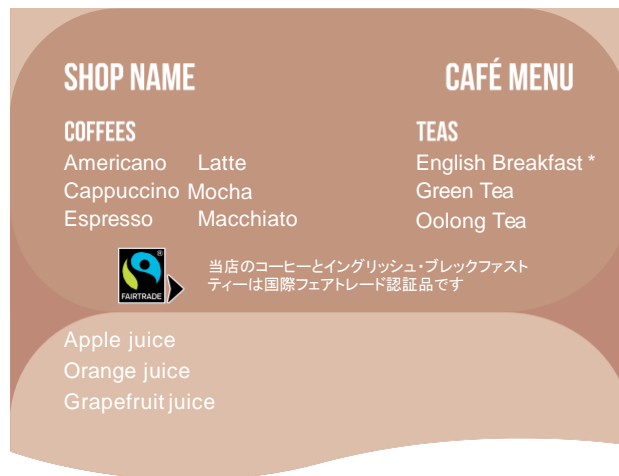 SHOP NAME
CAFÉ MENU
COFFEES
Americano Latte
Cappuccino Mocha
Espresso Macchiato
TEAS
English Breakfast *
Green Tea
Oolong Tea
®
FAIRTRADE
当店のコーヒーとイングリッシュ・ブレックファスト
ティーは国際フェアトレード認証品です
Apple juice
Orange juice
Grapefruit juice